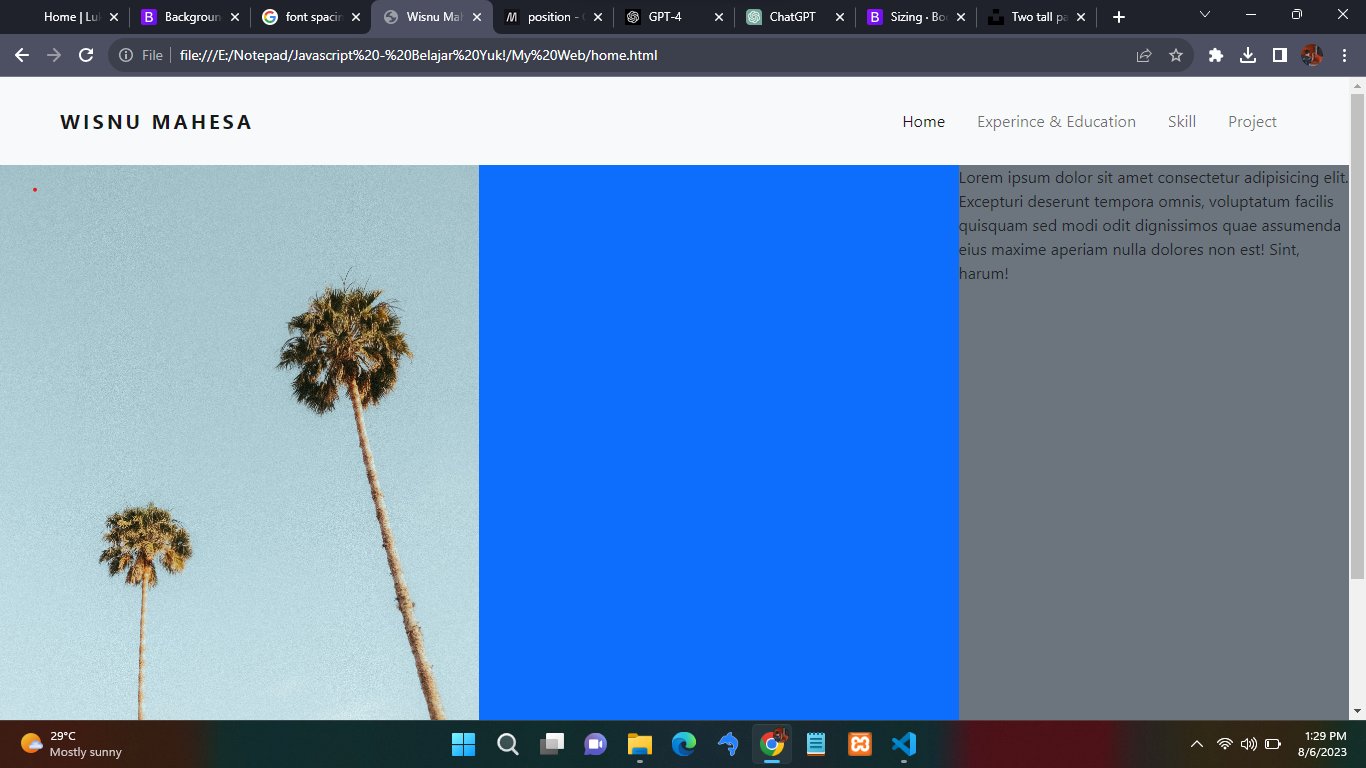 Home | Lu
Backgroun
font spacin
Wisnu Mah
position -
GPT-4
ChatGPT
Sizing · Bo
Two tall pa
File
file:///E:/Notepad/Javascript%20-%20Belajar%20Yuk!/My%20Web/home.html
WISNU MAHESA
Home
Experince & Education
Skill
Project
Lorem ipsum dolor sit amet consectetur adipisicing elit.
Excepturi deserunt tempora omnis, voluptatum facilis
quisquam sed modi odit dignissimos quae assumenda
eius maxime aperiam nulla dolores non est! Sint,
harum!
29°C
Mostly sunny
1:29 PM
8/6/2023